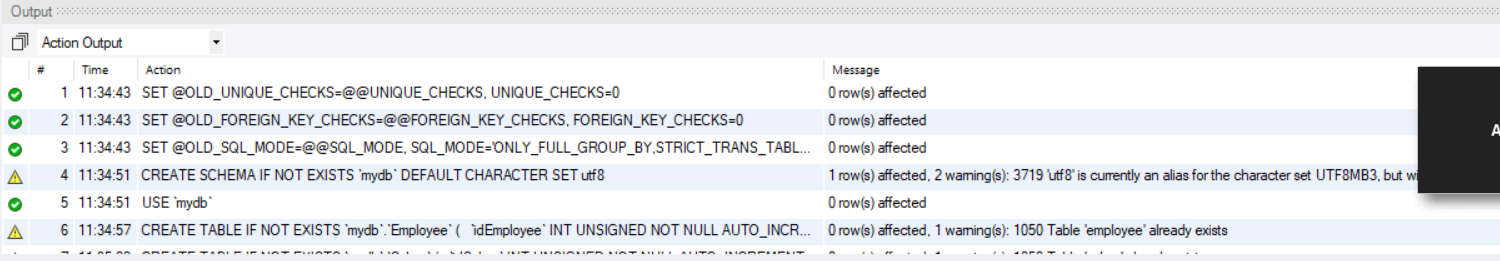 Output
Action Output
# Time Action Message
1 11:34:43 SET @OLD_UNIQUE_CHECKS=@@UNIQUE_CHECKS, UNIQUE_CHECKS=0 0 row(s) affected
2 11:34:43 SET @OLD_FOREIGN_KEY_CHECKS=@@FOREIGN_KEY_CHECKS, FOREIGN_KEY_CHECKS=0 0 row(s) affected
3 11:34:43 SET @OLD_SQL_MODE=@@SQL_MODE, SQL_MODE='ONLY_FULL_GROUP_BY,STRICT_TRANS_TABL... 0 row(s) affected
4 11:34:51 CREATE SCHEMA IF NOT EXISTS `mydb` DEFAULT CHARACTER SET utf8 1 row(s) affected, 2 warning(s): 3719 'utf8' is currently an alias for the character set UTF8MB3, but
5 11:34:51 USE `mydb` 0 row(s) affected
6 11:34:57 CREATE TABLE IF NOT EXISTS `mydb`.`Employee` ( `idEmployee` INT UNSIGNED NOT NULL AUTO_INCR... 0 row(s) affected, 1 warning(s): 1050 Table 'employee' already exists